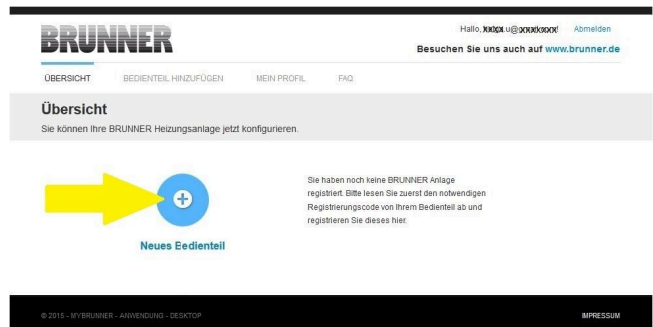 BRUNNER
Hallo, .u@ Abmelden
Besuchen Sie uns auch auf www.brunner.de
ÜBERSICHT BEDIENTEIL HINZUFÜGEN MEIN PROFIL FAQ
Übersicht
Sie können Ihre BRUNNER Heizungsanlage jetzt konfigurieren.
Neues Bedienteil
Sie haben noch keine BRUNNER Anlage
registriert. Bitte lesen Sie zuerst den notwendigen
Registrierungscode von Ihrem Bedienteil ab und
registrieren Sie dieses hier.
© 2015 - MYBRUNNER - ANWENDUNG - DESKTOP
IMPRESSUM